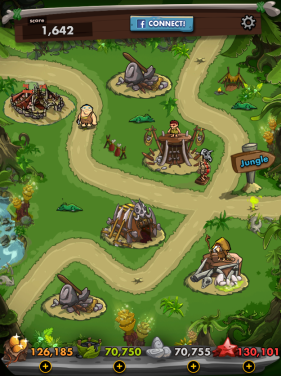 SCORE
1,642
f CONNECT!
Jungle
126,185
70,750
70,755
130,101